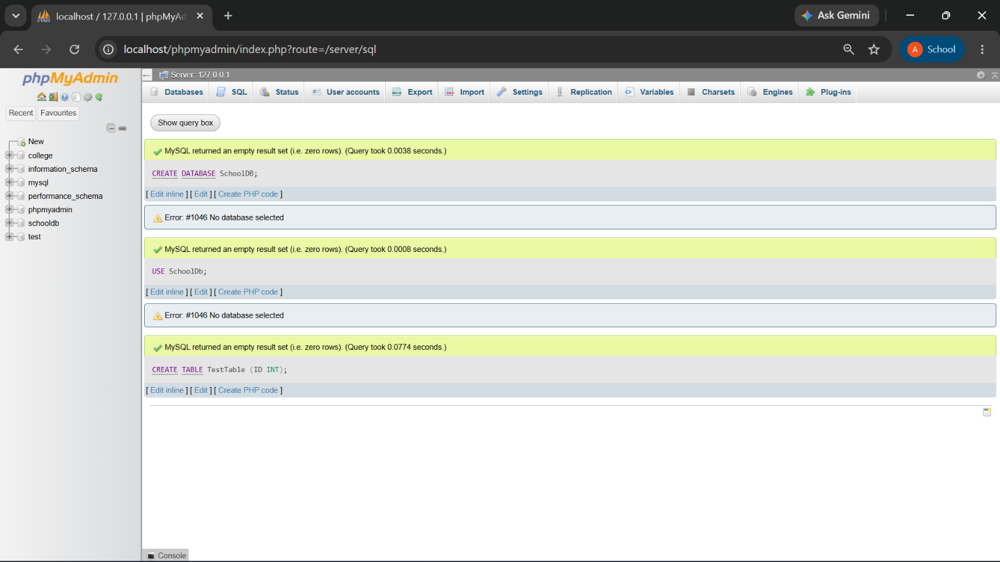 localhost / 127.0.0.1 | phpMyAd
Ask Gemini
localhost/phpmyadmin/index.php?route=/server/sql
A School
phpMyAdmin
Recent Favourites
New
college
information_schema
mysql
performance_schema
phpmyadmin
schooldb
test
Server: 127.0.0.1
Databases SQL Status User accounts Export Import Settings Replication Variables Charsets Engines Plug-ins
Show query box
MySQL returned an empty result set (i.e. zero rows). (Query took 0.0038 seconds.)
CREATE DATABASE SchoolDB;
[ Edit inline ] [ Edit ] [ Create PHP code ]
Error: #1046 No database selected
MySQL returned an empty result set (i.e. zero rows). (Query took 0.0008 seconds.)
USE SchoolDb;
[ Edit inline ] [ Edit ] [ Create PHP code ]
Error: #1046 No database selected
MySQL returned an empty result set (i.e. zero rows). (Query took 0.0774 seconds.)
CREATE TABLE TestTable (ID INT);
[ Edit inline ] [ Edit ] [ Create PHP code ]
Console